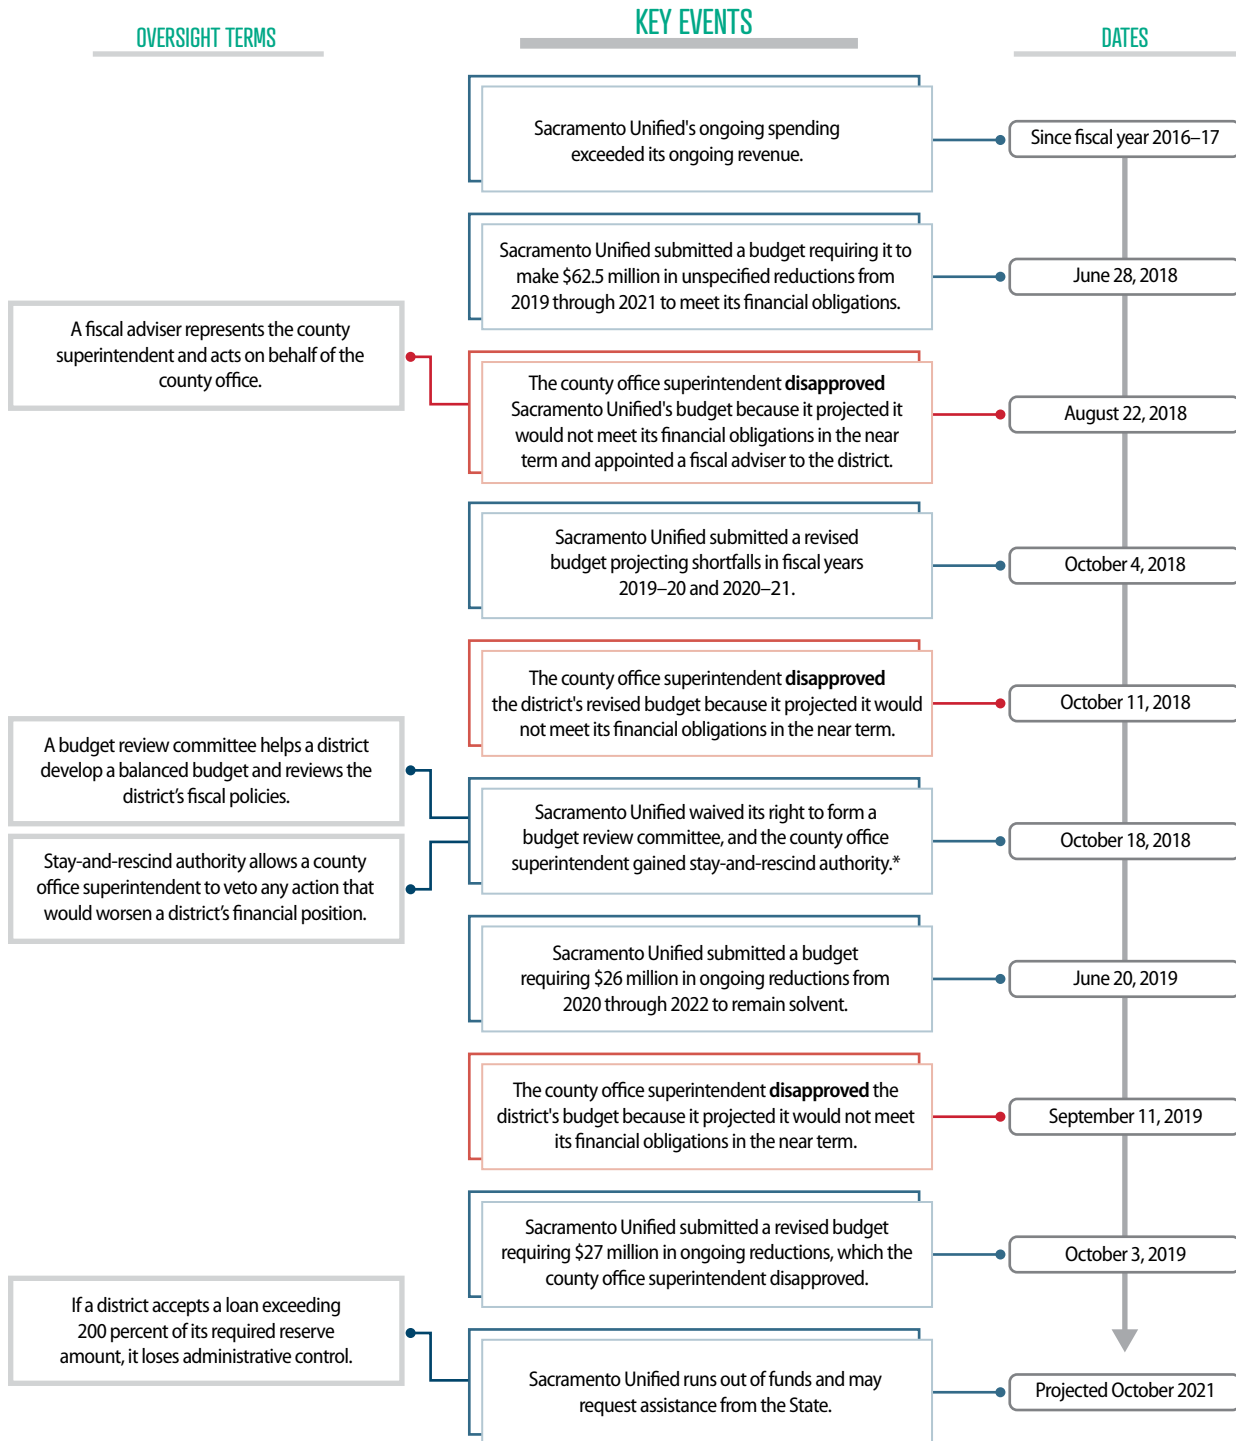 OVERSIGHT TERMS
KEY EVENTS
DATES
Sacramento Unified's ongoing spending
exceeded its ongoing revenue.
Since fiscal year 2016–17
Sacramento Unified submitted a budget requiring it to
make $62.5 million in unspecified reductions from
2019 through 2021 to meet its financial obligations.
June 28, 2018
A fiscal adviser represents the county
superintendent and acts on behalf of the
county office.
The county office superintendent disapproved
Sacramento Unified's budget because it projected it
would not meet its financial obligations in the near
term and appointed a fiscal adviser to the district.
August 22, 2018
Sacramento Unified submitted a revised
budget projecting shortfalls in fiscal years
2019–20 and 2020–21.
October 4, 2018
The county office superintendent disapproved
the district's revised budget because it projected it would
not meet its financial obligations in the near term.
October 11, 2018
A budget review committee helps a district
develop a balanced budget and reviews the
district’s fiscal policies.
Stay-and-rescind authority allows a county
office superintendent to veto any action that
would worsen a district’s financial position.
Sacramento Unified waived its right to form a
budget review committee, and the county office
superintendent gained stay-and-rescind authority.*
October 18, 2018
Sacramento Unified submitted a budget
requiring $26 million in ongoing reductions from
2020 through 2022 to remain solvent.
June 20, 2019
The county office superintendent disapproved the
district's budget because it projected it would not meet
its financial obligations in the near term.
September 11, 2019
Sacramento Unified submitted a revised budget
requiring $27 million in ongoing reductions, which the
county office superintendent disapproved.
October 3, 2019
If a district accepts a loan exceeding
200 percent of its required reserve
amount, it loses administrative control.
Sacramento Unified runs out of funds and may
request assistance from the State.
Projected October 2021